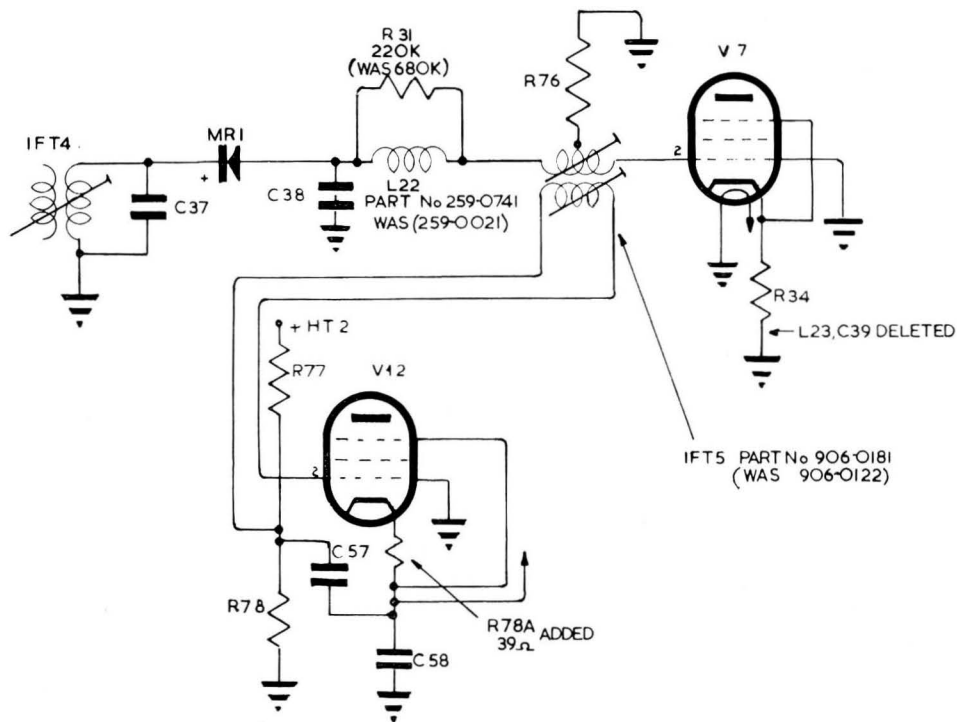 R 31
220K
(WAS 680K)
R76
V 7
IFT4
MR1
+
C37
C38
L22
PART No 259-0741
WAS (259-0021)
2
R34
L23, C39 DELETED
+ HT 2
R77
V12
2
IFT5 PART No 906-0181
(WAS 906-0122)
C 57
R78
R78A ADDED
39Ω
C 58